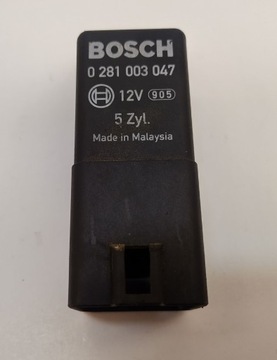 BOSCH
0 281 003 047
12V 905
5 Zyl.
Made in Malaysia